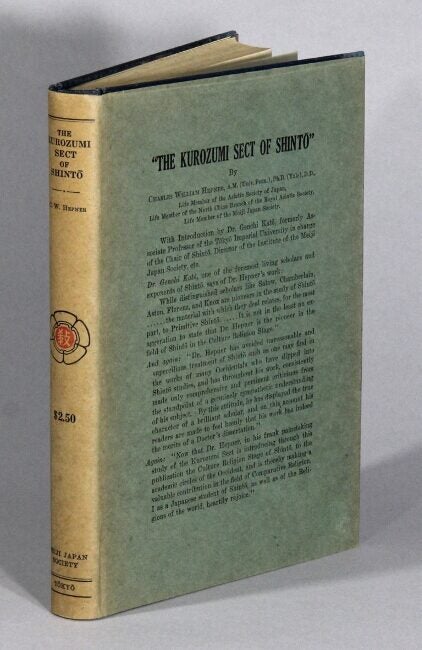 THE
KUROZUMI
SECT
OF
SHINTŌ
C. W. HEPNER
教
$2.50
MEIJI JAPAN
SOCIETY
TŌKYŌ
"THE KUROZUMI SECT OF SHINTŌ"
By
CHARLES WILLIAM HEPNER, A.M. (Univ. Penn.), Ph.D. (Yale), D.D.,
Life Member of the Asiatic Society of Japan,
Life Member of the North China Branch of the Royal Asiatic Society,
Life Member of the Meiji Japan Society.
With Introduction by Dr. Genchi Katō, formerly As-
sociate Professor of the Tōkyō Imperial University in charge
of the Chair of Shintō, Director of the Institute of the Meiji
Japan Society, etc.
Dr. Genchi Katō, one of the foremost living scholars and
exponents of Shintō, says of Dr. Hepner's work:
While distinguished scholars like Satow, Chamberlain,
Aston, Florenz, and Knox are pioneers in the study of Shintō
......, the material with which they deal relates, for the most
part, to Primitive Shintō. ..... It is not in the least an ex-
aggeration to state that Dr. Hepner is the pioneer in the
field of Shintō in the Culture Religion Stage."
And again: "Dr. Hepner has avoided unreasonable and
superficial treatment of Shintō such as one may find in
the works of many Occidentals who have dipped into
Shintō studies, and has throughout his work, consistently
made only comprehensive and pertinent criticisms from
the standpoint of a genuinely sympathetic understanding
of his subject. By this attitude, he has displayed the true
character of a brilliant scholar, and on this account his
readers are made to feel keenly that his work has indeed
the merits of a Doctor's dissertation."
Again: "Now that Dr. Hepner, in his fresh painstaking
study of the Kurozumi Sect is introducing through this
publication the Culture Religion Stage of Shintō to the
academic circles of the Occident, and is thereby making a
valuable contribution in the field of Comparative Religion,
I as a Japanese student of Shintō, as well as of the Reli-
gions of the world, heartily rejoice."